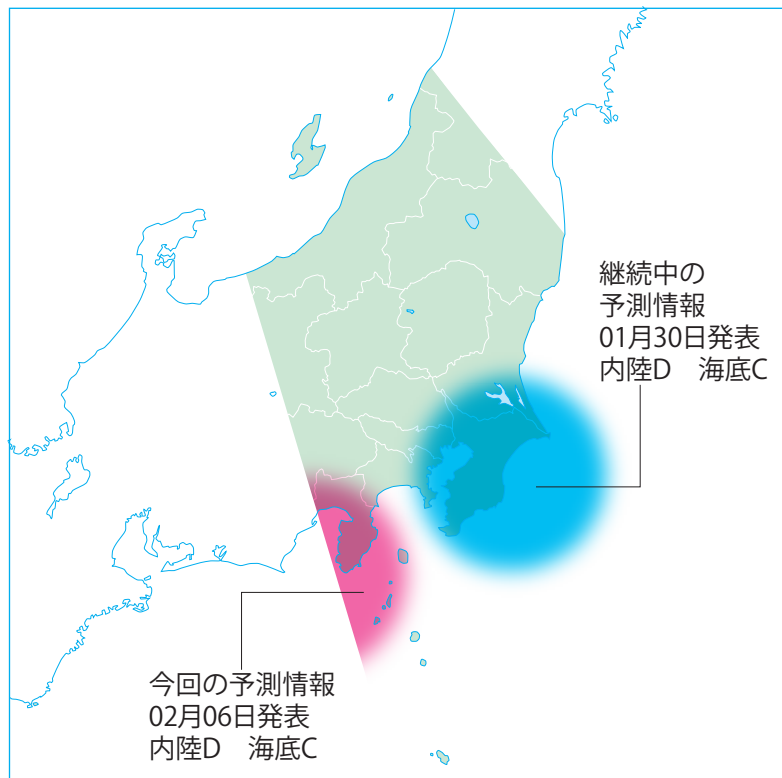 継続中の
予測情報
01月30日発表
内陸D　海底C
今回の予測情報
02月06日発表
内陸D　海底C